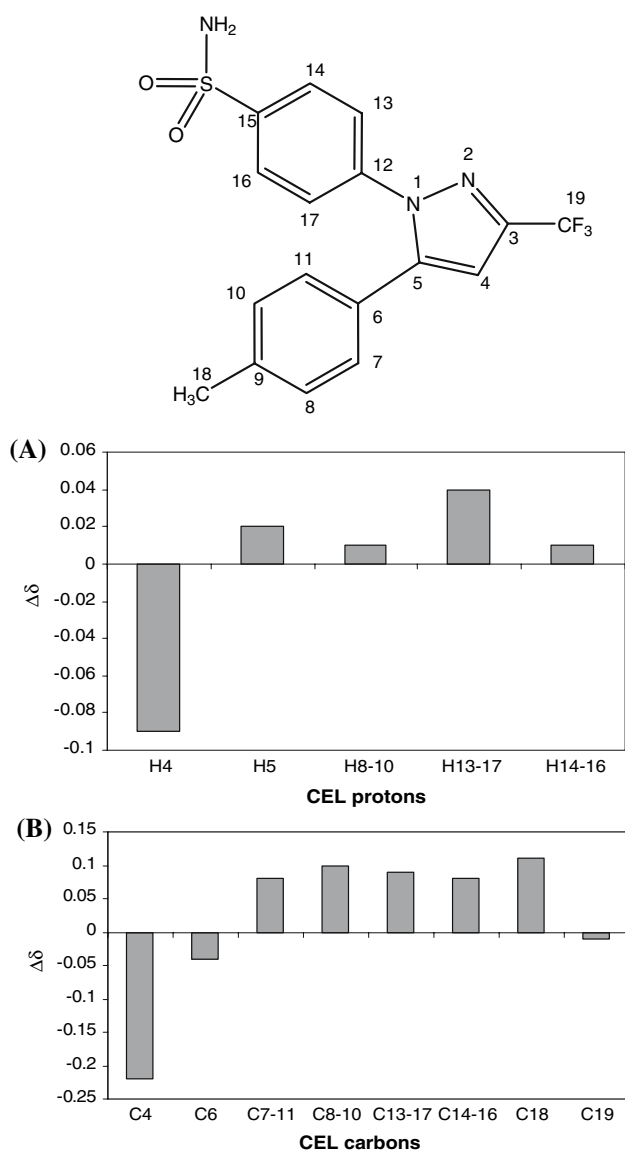 NH₂
14
O
S
13
15
O
12
2
1
N
16
N
19
17
CF₃
3
11
10
5
4
6
18
9
7
H₃C
8
(A)
0.06
0.04
0.02
0
-0.02
-0.04
-0.06
-0.08
-0.1
Δδ
H4 H5 H8-10 H13-17 H14-16
CEL protons
(B)
0.15
0.1
0.05
0
-0.05
-0.1
-0.15
-0.2
-0.25
Δδ
C4 C6 C7-11 C8-10 C13-17 C14-16 C18 C19
CEL carbons